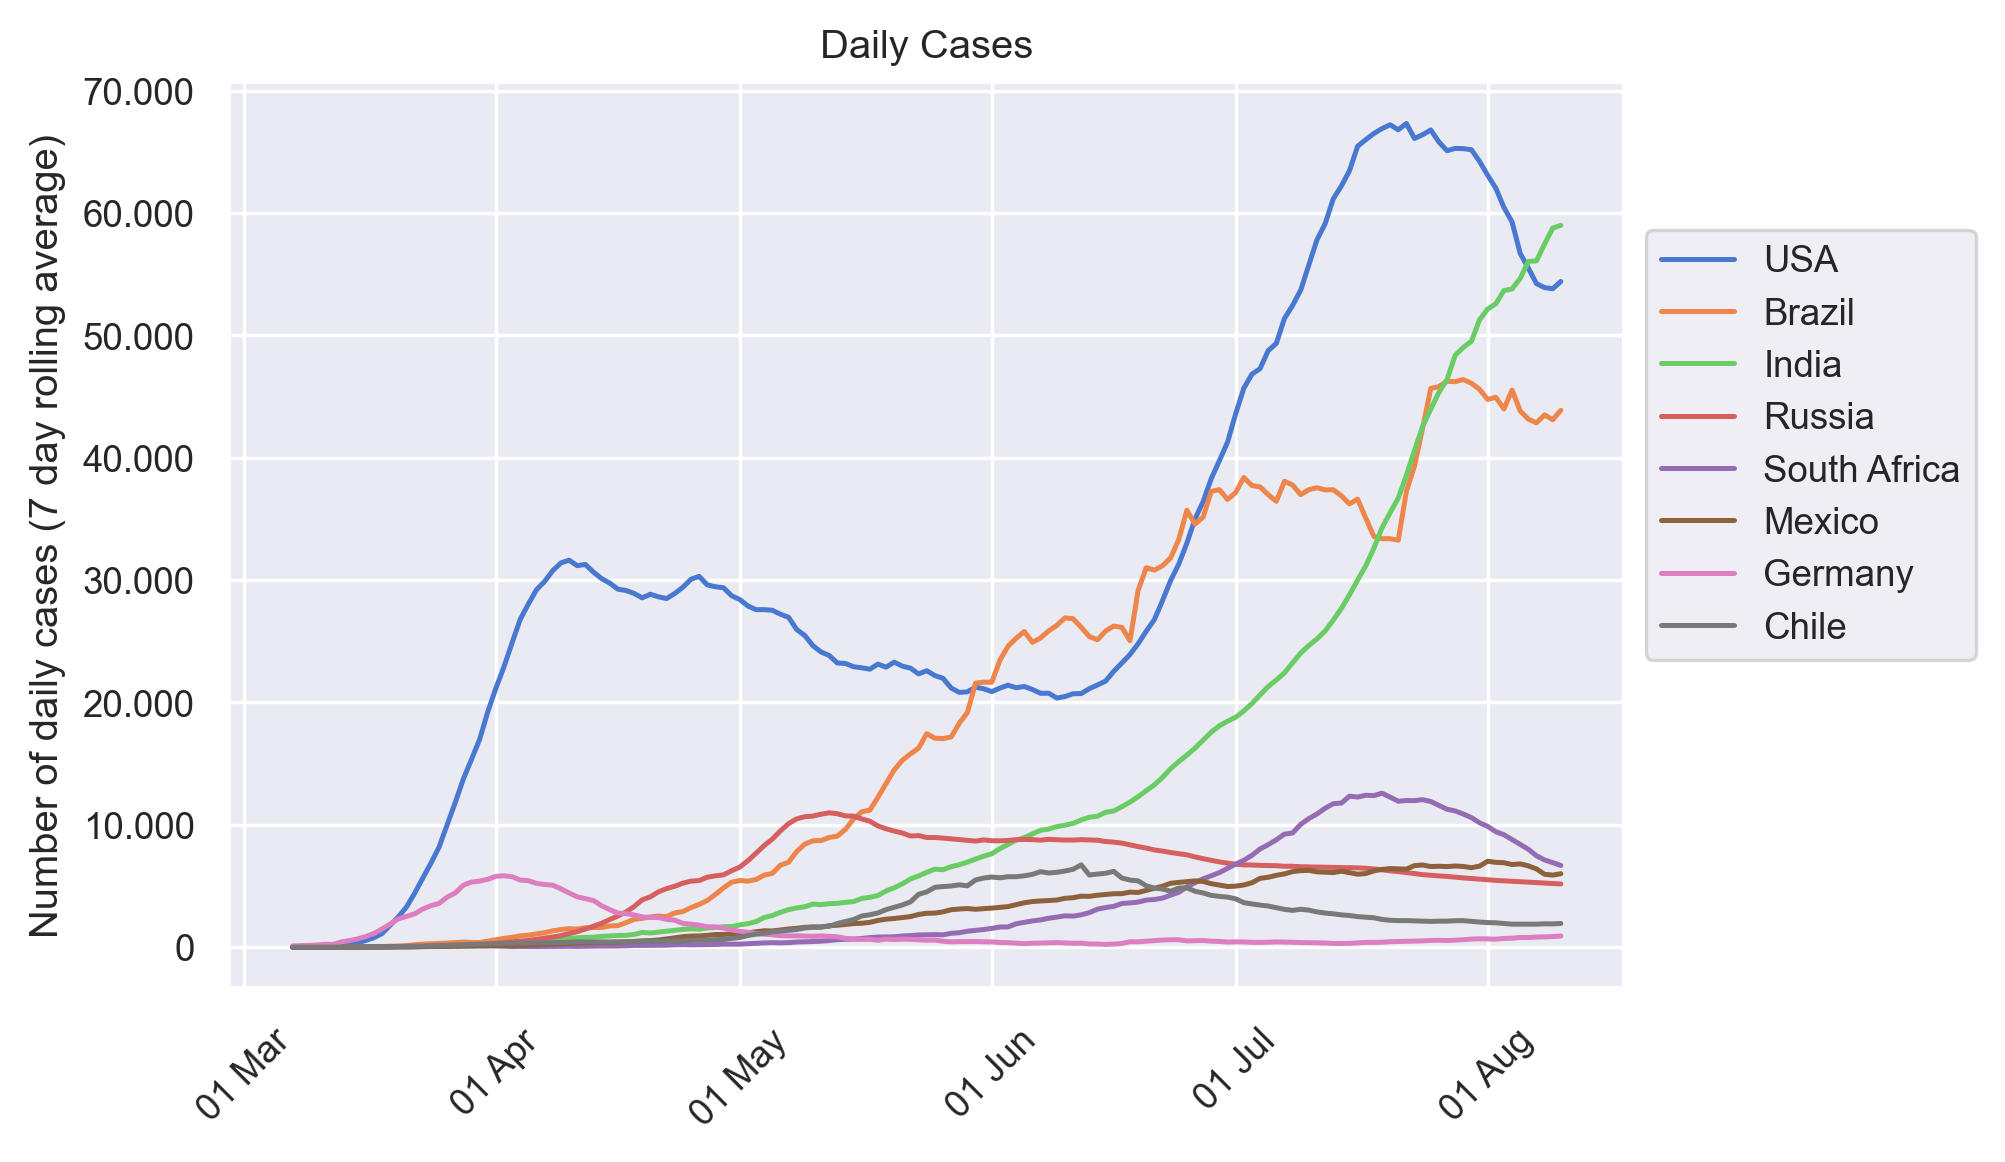 Daily Cases
Number of daily cases (7 day rolling average)
70.000
60.000
50.000
40.000
30.000
20.000
10.000
0
01 Mar
01 Apr
01 May
01 Jun
01 Jul
01 Aug
USA
Brazil
India
Russia
South Africa
Mexico
Germany
Chile